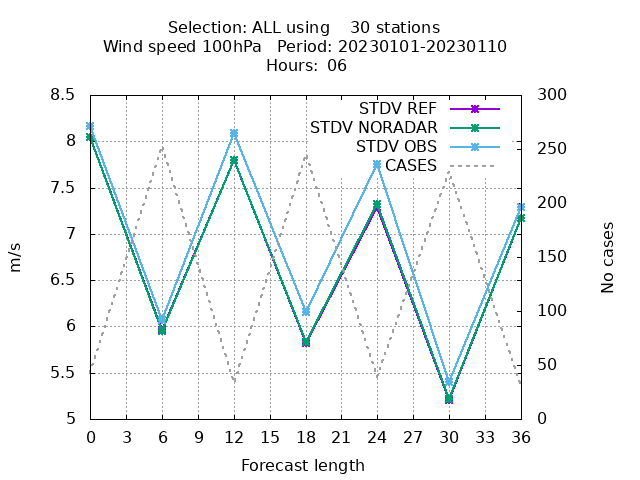 Selection: ALL using    30 stations
Wind speed 100hPa   Period: 20230101-20230110
Hours:  06
STDV REF
STDV NORADAR
STDV OBS
CASES
8.5
8
7.5
7
6.5
6
5.5
5
m/s
300
250
200
150
100
50
0
No cases
0 3 6 9 12 15 18 21 24 27 30 33 36
Forecast length